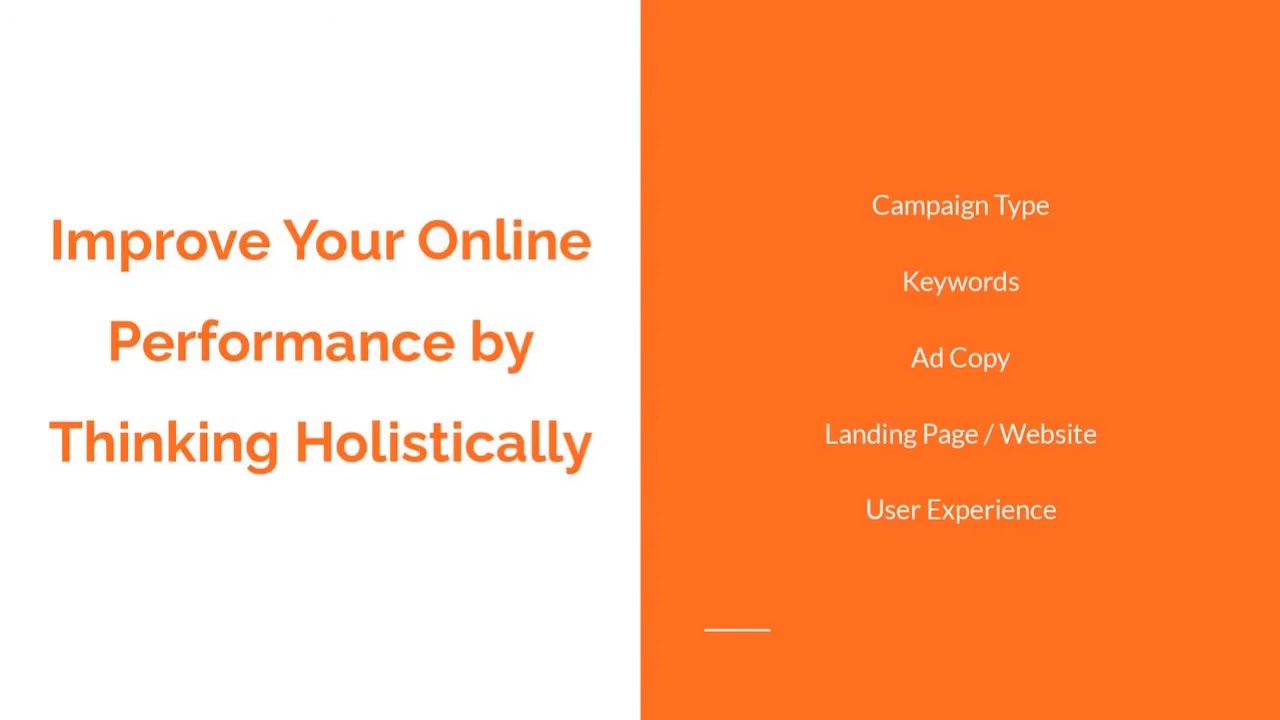 Improve Your Online
Performance by
Thinking Holistically
Campaign Type
Keywords
Ad Copy
Landing Page / Website
User Experience